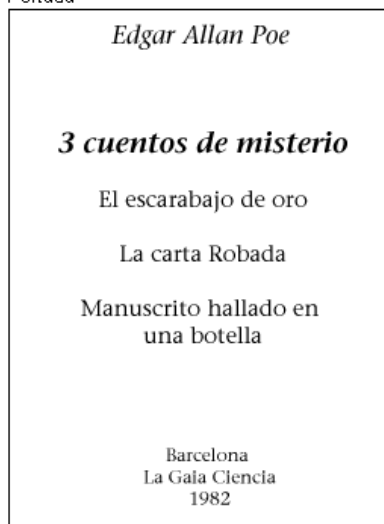 Portada
Edgar Allan Poe
3 cuentos de misterio
El escarabajo de oro
La carta Robada
Manuscrito hallado en
una botella
Barcelona
La Gaia Ciencia
1982